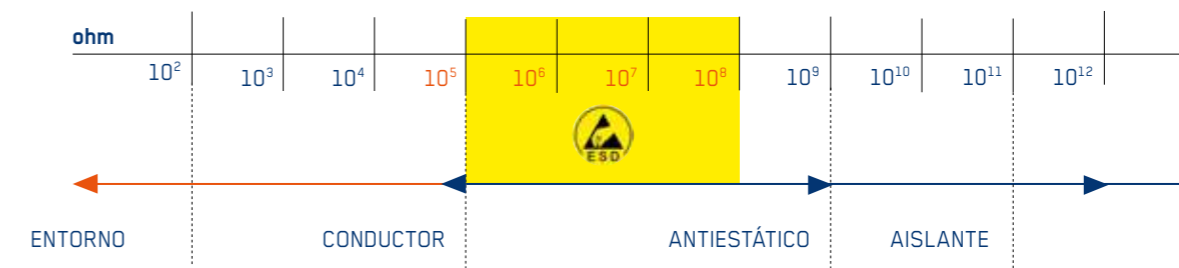 ohm
10² 10³ 10⁴ 10⁵ 10⁶ 10⁷ 10⁸ 10⁹ 10¹⁰ 10¹¹ 10¹²
ESD
ENTORNO CONDUCTOR ANTIESTÁTICO AISLANTE